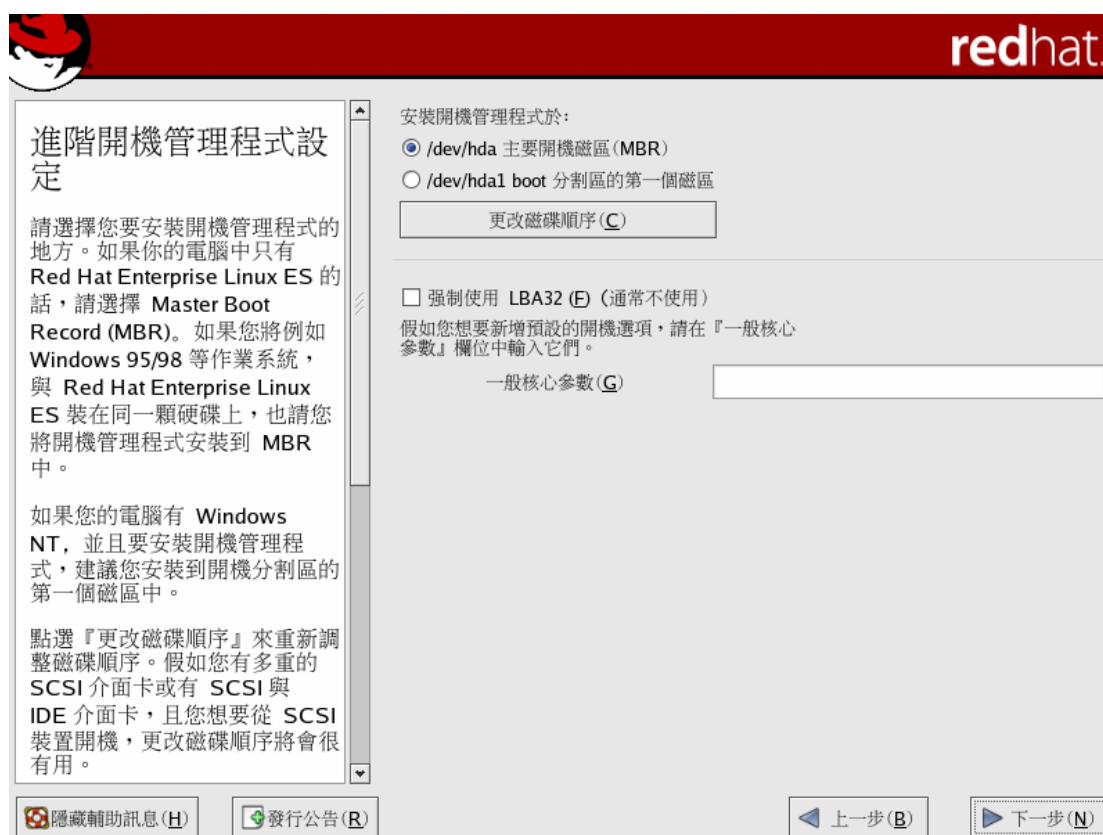 redhat.
進階開機管理程式設
定
請選擇您要安裝開機管理程式的
地方。如果你的電腦中只有
Red Hat Enterprise Linux ES 的
話，請選擇 Master Boot
Record (MBR)。如果您將例如
Windows 95/98 等作業系統，
與 Red Hat Enterprise Linux
ES 裝在同一顆硬碟上，也請您
將開機管理程式安裝到 MBR
中。
如果您的電腦有 Windows
NT，並且要安裝開機管理程
式，建議您安裝到開機分割區的
第一個磁區中。
點選『更改磁碟順序』來重新調
整磁碟順序。假如您有多重的
SCSI 介面卡或有 SCSI 與
IDE 介面卡，且您想要從 SCSI
裝置開機，更改磁碟順序將會很
有用。
安裝開機管理程式於:
/dev/hda 主要開機磁區(MBR)
/dev/hda1 boot 分割區的第一個磁區
更改磁碟順序(C)
强制使用 LBA32 (F) (通常不使用)
假如您想要新增預設的開機選項，請在『一般核心
參數』欄位中輸入它們。
一般核心參數(G)
隱藏輔助訊息(H)
發行公告(R)
上一步(B)
下一步(N)